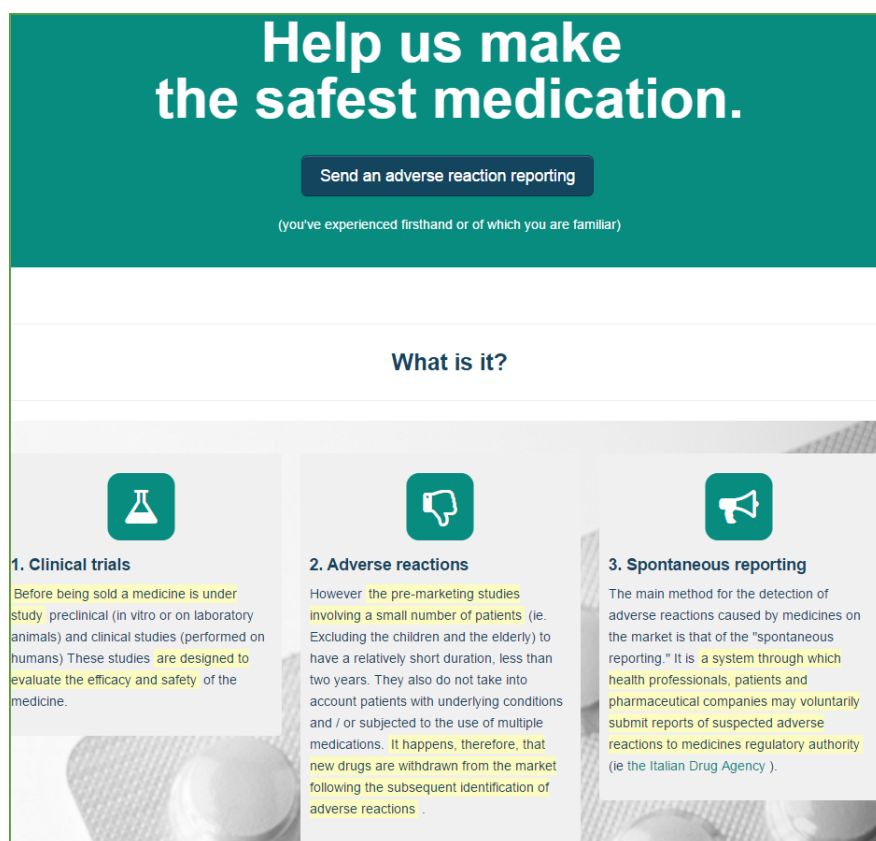 Help us make
the safest medication.
Send an adverse reaction reporting
(you've experienced firsthand or of which you are familiar)
What is it?
1. Clinical trials
Before being sold a medicine is under
study preclinical (in vitro or on laboratory
animals) and clinical studies (performed on
humans) These studies are designed to
evaluate the efficacy and safety of the
medicine.
2. Adverse reactions
However the pre-marketing studies
involving a small number of patients (ie.
Excluding the children and the elderly) to
have a relatively short duration, less than
two years. They also do not take into
account patients with underlying conditions
and / or subjected to the use of multiple
medications. It happens, therefore, that
new drugs are withdrawn from the market
following the subsequent identification of
adverse reactions .
3. Spontaneous reporting
The main method for the detection of
adverse reactions caused by medicines on
the market is that of the "spontaneous
reporting." It is a system through which
health professionals, patients and
pharmaceutical companies may voluntarily
submit reports of suspected adverse
reactions to medicines regulatory authority
(ie the Italian Drug Agency ).